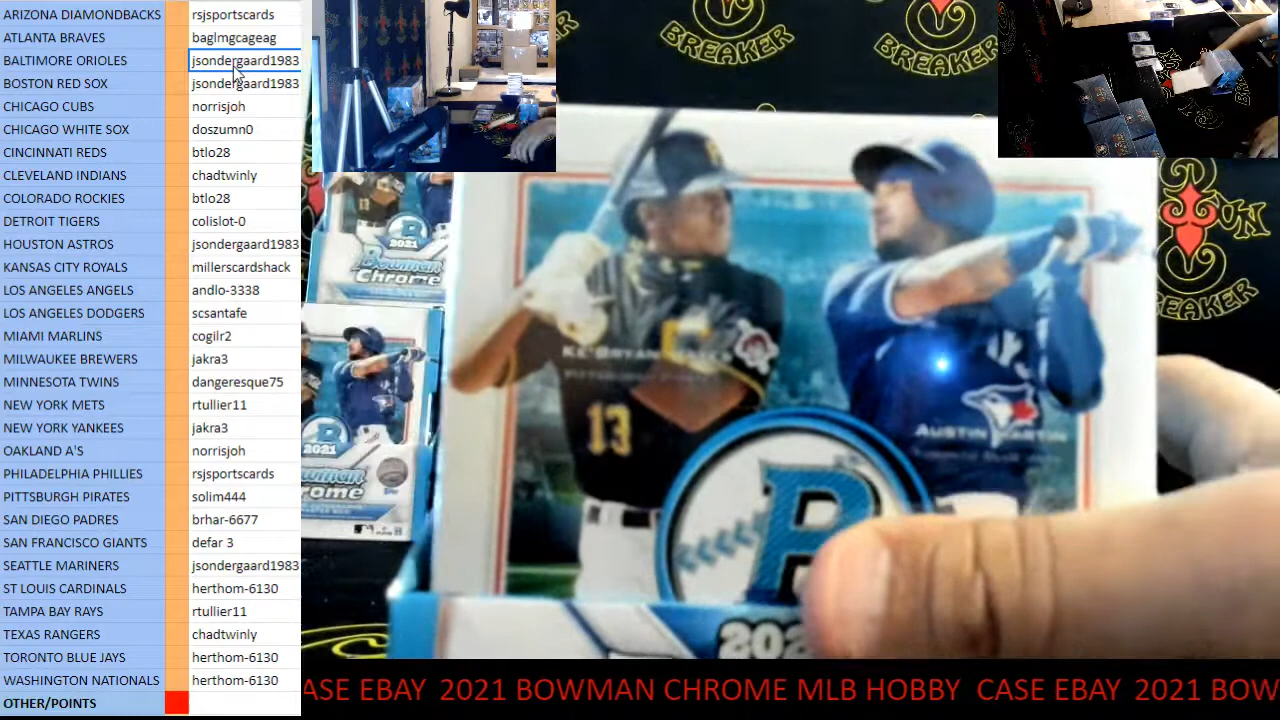 ARIZONA DIAMONDBACKS rsjsportscards
ATLANTA BRAVES baglmgcageag
BALTIMORE ORIOLES jsondergaard1983
BOSTON RED SOX jsondergaard1983
CHICAGO CUBS norrisjoh
CHICAGO WHITE SOX doszumn0
CINCINNATI REDS btlo28
CLEVELAND INDIANS chadtwinly
COLORADO ROCKIES btlo28
DETROIT TIGERS colislot-0
HOUSTON ASTROS jsondergaard1983
KANSAS CITY ROYALS millerscardshack
LOS ANGELES ANGELS andlo-3338
LOS ANGELES DODGERS scsantafe
MIAMI MARLINS cogilr2
MILWAUKEE BREWERS jakra3
MINNESOTA TWINS dangeresque75
NEW YORK METS rtullier11
NEW YORK YANKEES jakra3
OAKLAND A'S norrisjoh
PHILADELPHIA PHILLIES rsjsportscards
PITTSBURGH PIRATES solim444
SAN DIEGO PADRES brhar-6677
SAN FRANCISCO GIANTS defar 3
SEATTLE MARINERS jsondergaard1983
ST LOUIS CARDINALS herthom-6130
TAMPA BAY RAYS rtullier11
TEXAS RANGERS chadtwinly
TORONTO BLUE JAYS herthom-6130
WASHINGTON NATIONALS herthom-6130
OTHER/POINTS
BREAKER
BREAKER
BREAKER
2021
Bowman
Chrome
2021
KE'BRYAN HAYES
13
AUSTIN MARTIN
B
ASE EBAY 2021 BOWMAN CHROME MLB HOBBY CASE EBAY 2021 BOW